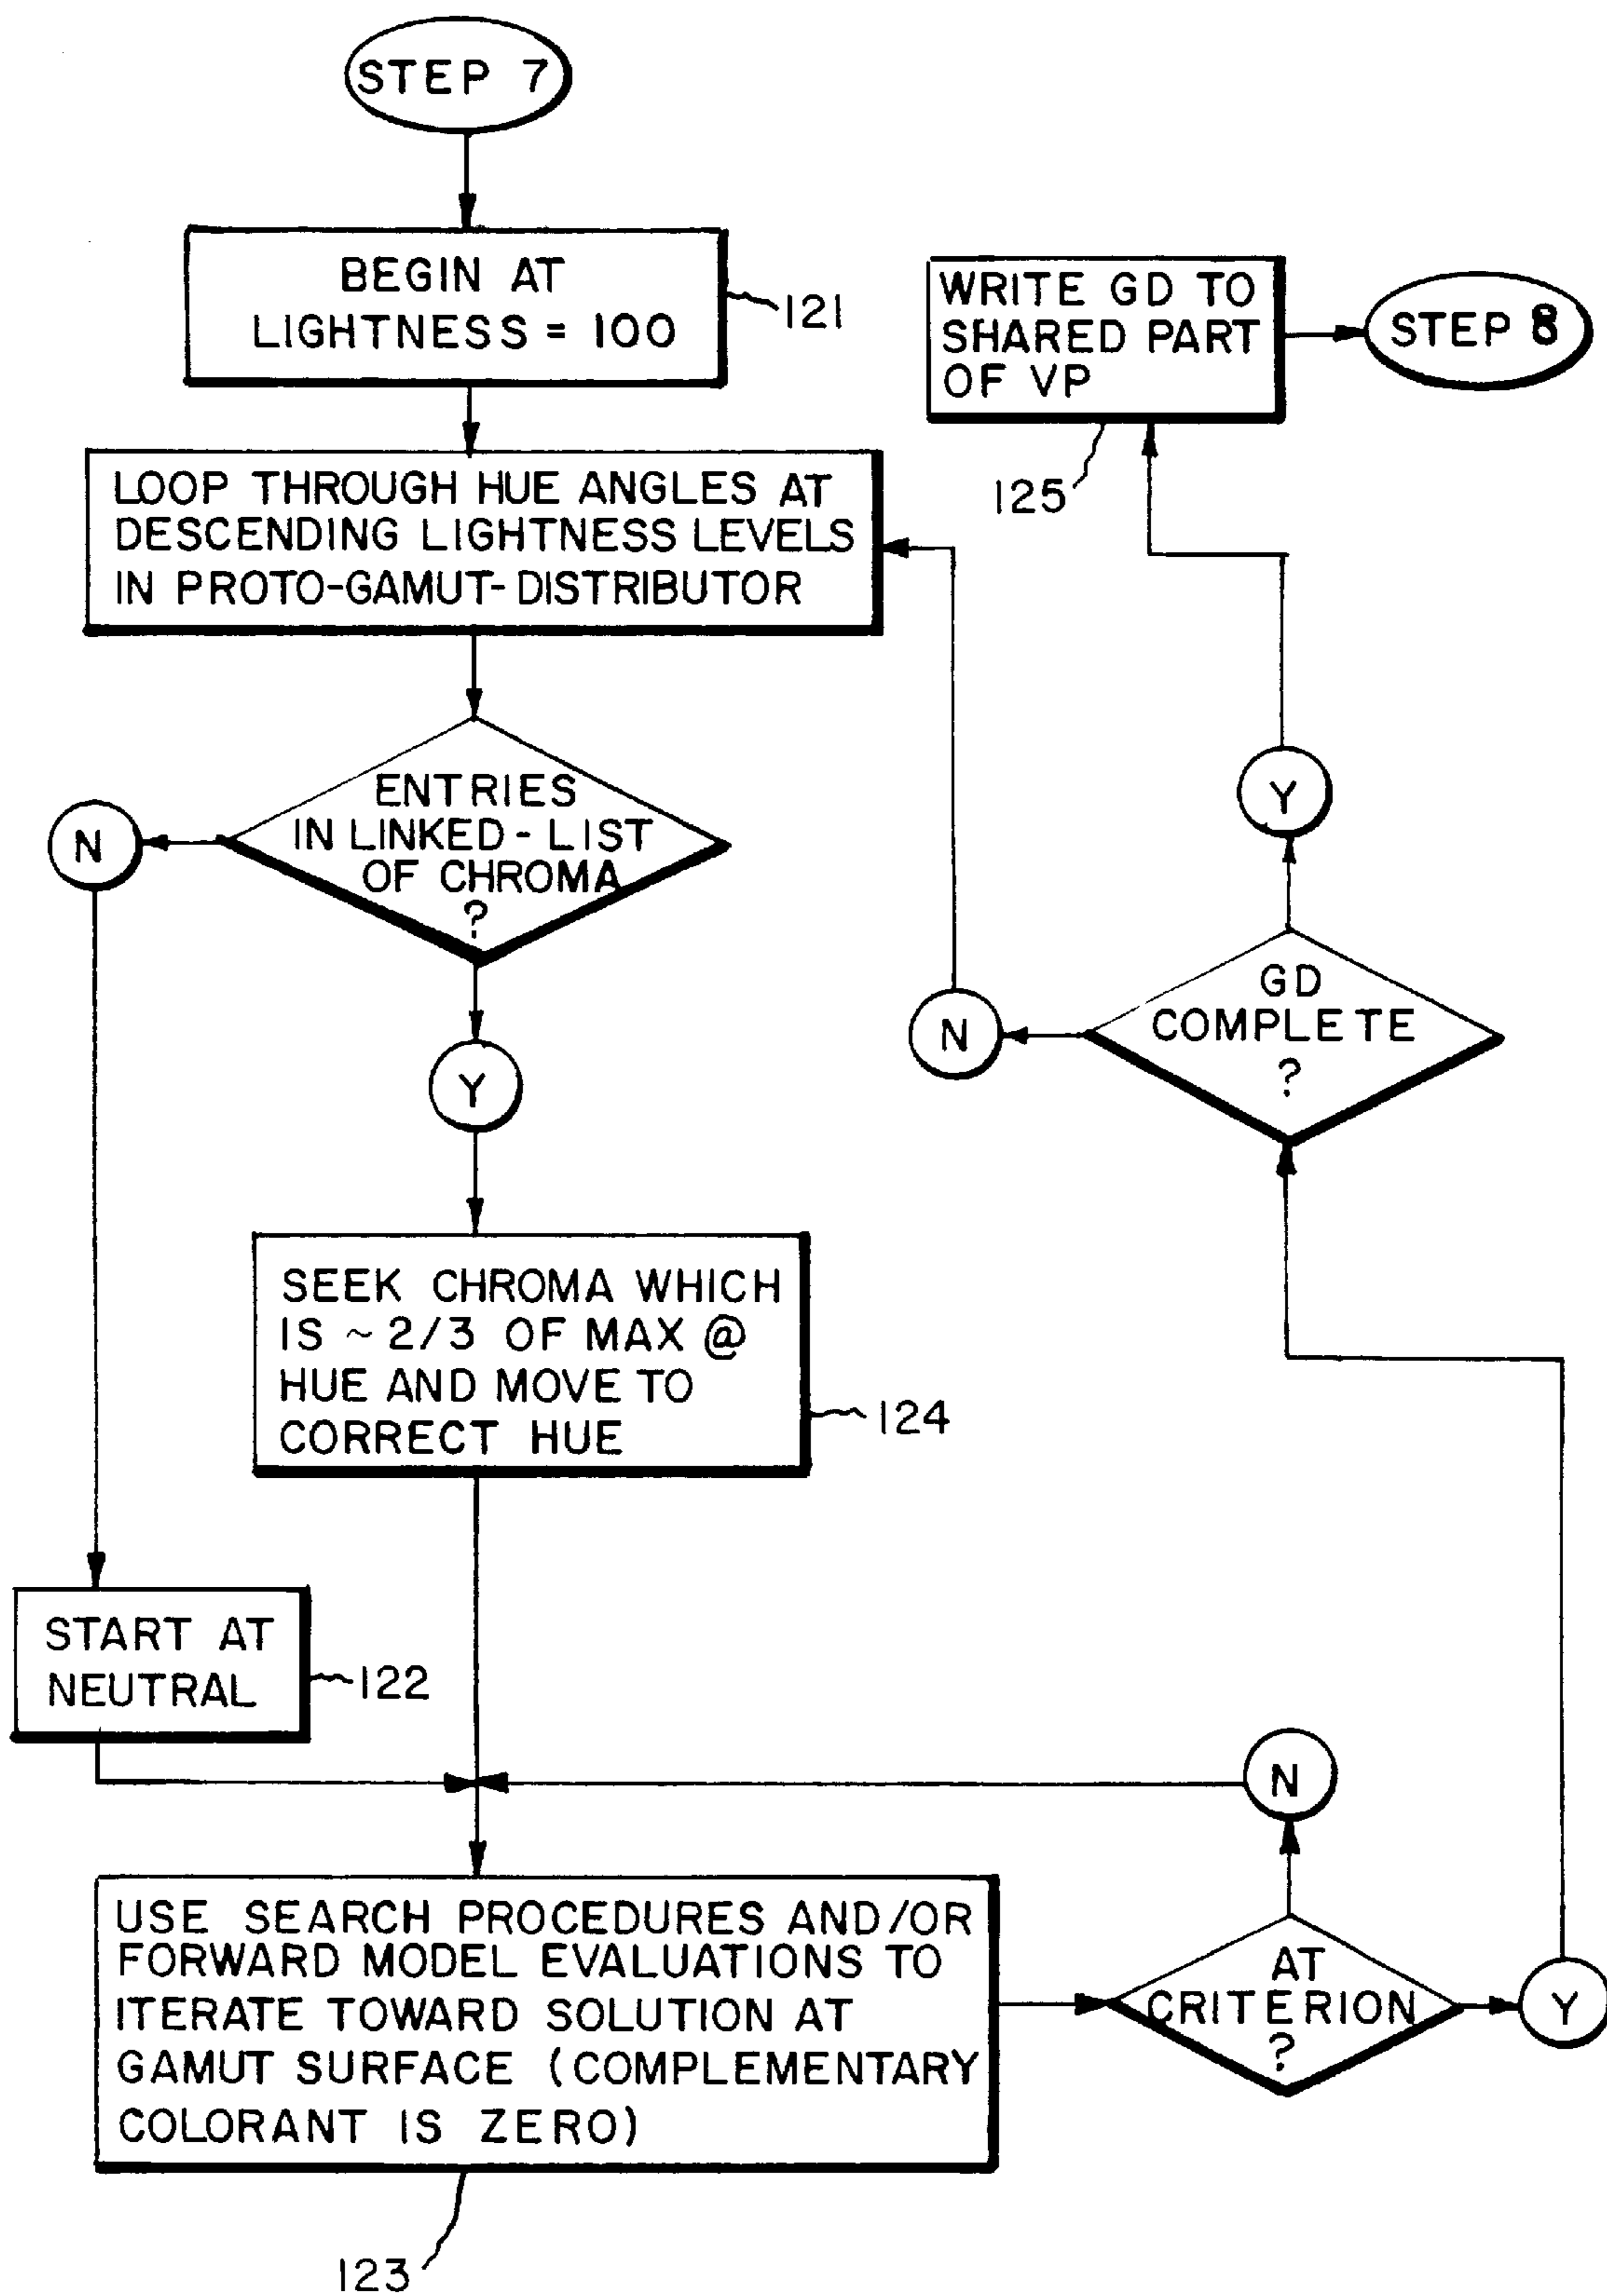 STEP 7
BEGIN AT
LIGHTNESS = 100
121
LOOP THROUGH HUE ANGLES AT
DESCENDING LIGHTNESS LEVELS
IN PROTO-GAMUT-DISTRIBUTOR
ENTRIES
IN LINKED-LIST
OF CHROMA
?
N
Y
SEEK CHROMA WHICH
IS ~2/3 OF MAX @
HUE AND MOVE TO
CORRECT HUE
124
START AT
NEUTRAL
122
USE SEARCH PROCEDURES AND/OR
FORWARD MODEL EVALUATIONS TO
ITERATE TOWARD SOLUTION AT
GAMUT SURFACE (COMPLEMENTARY
COLORANT IS ZERO)
123
AT
CRITERION
?
N
Y
GD
COMPLETE
?
N
Y
WRITE GD TO
SHARED PART
OF VP
125
STEP 8